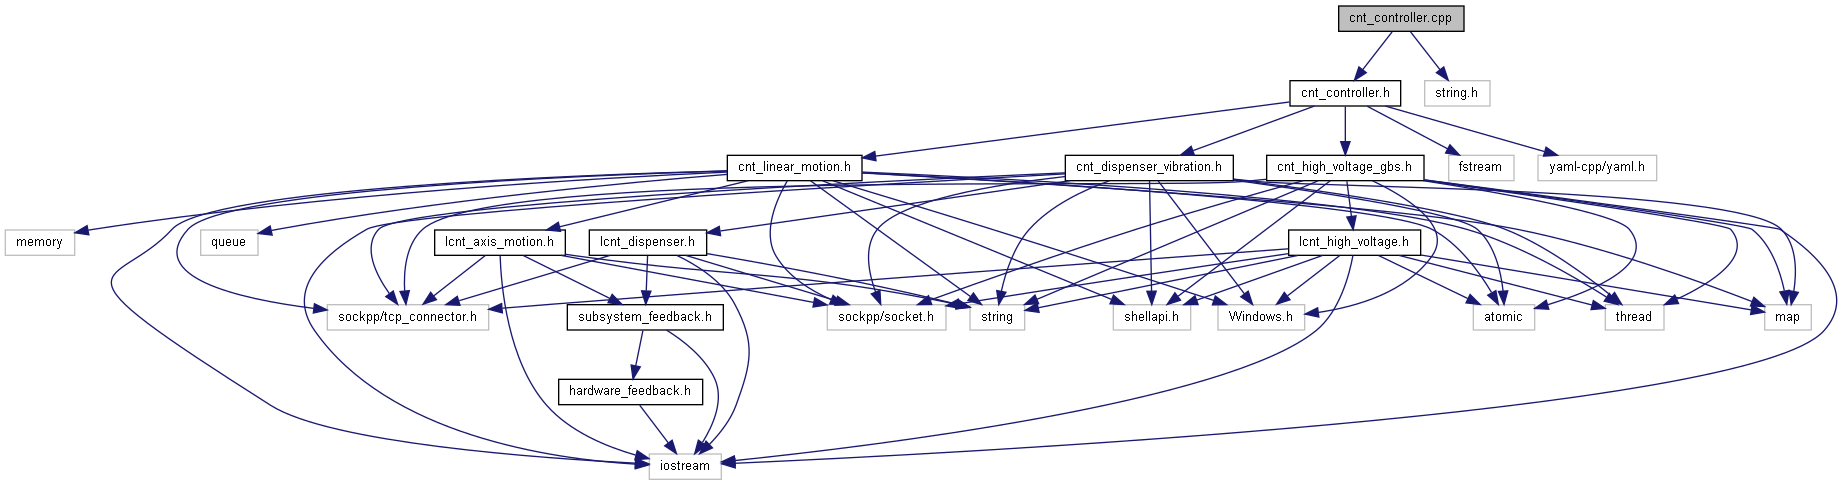 cnt_controller.cpp
cnt_controller.h
string.h
cnt_linear_motion.h
cnt_dispenser_vibration.h
cnt_high_voltage_gbs.h
fstream
yaml-cpp/yaml.h
memory
queue
lcnt_axis_motion.h
lcnt_dispenser.h
lcnt_high_voltage.h
sockpp/tcp_connector.h
subsystem_feedback.h
sockpp/socket.h
string
shellapi.h
Windows.h
atomic
thread
map
hardware_feedback.h
iostream